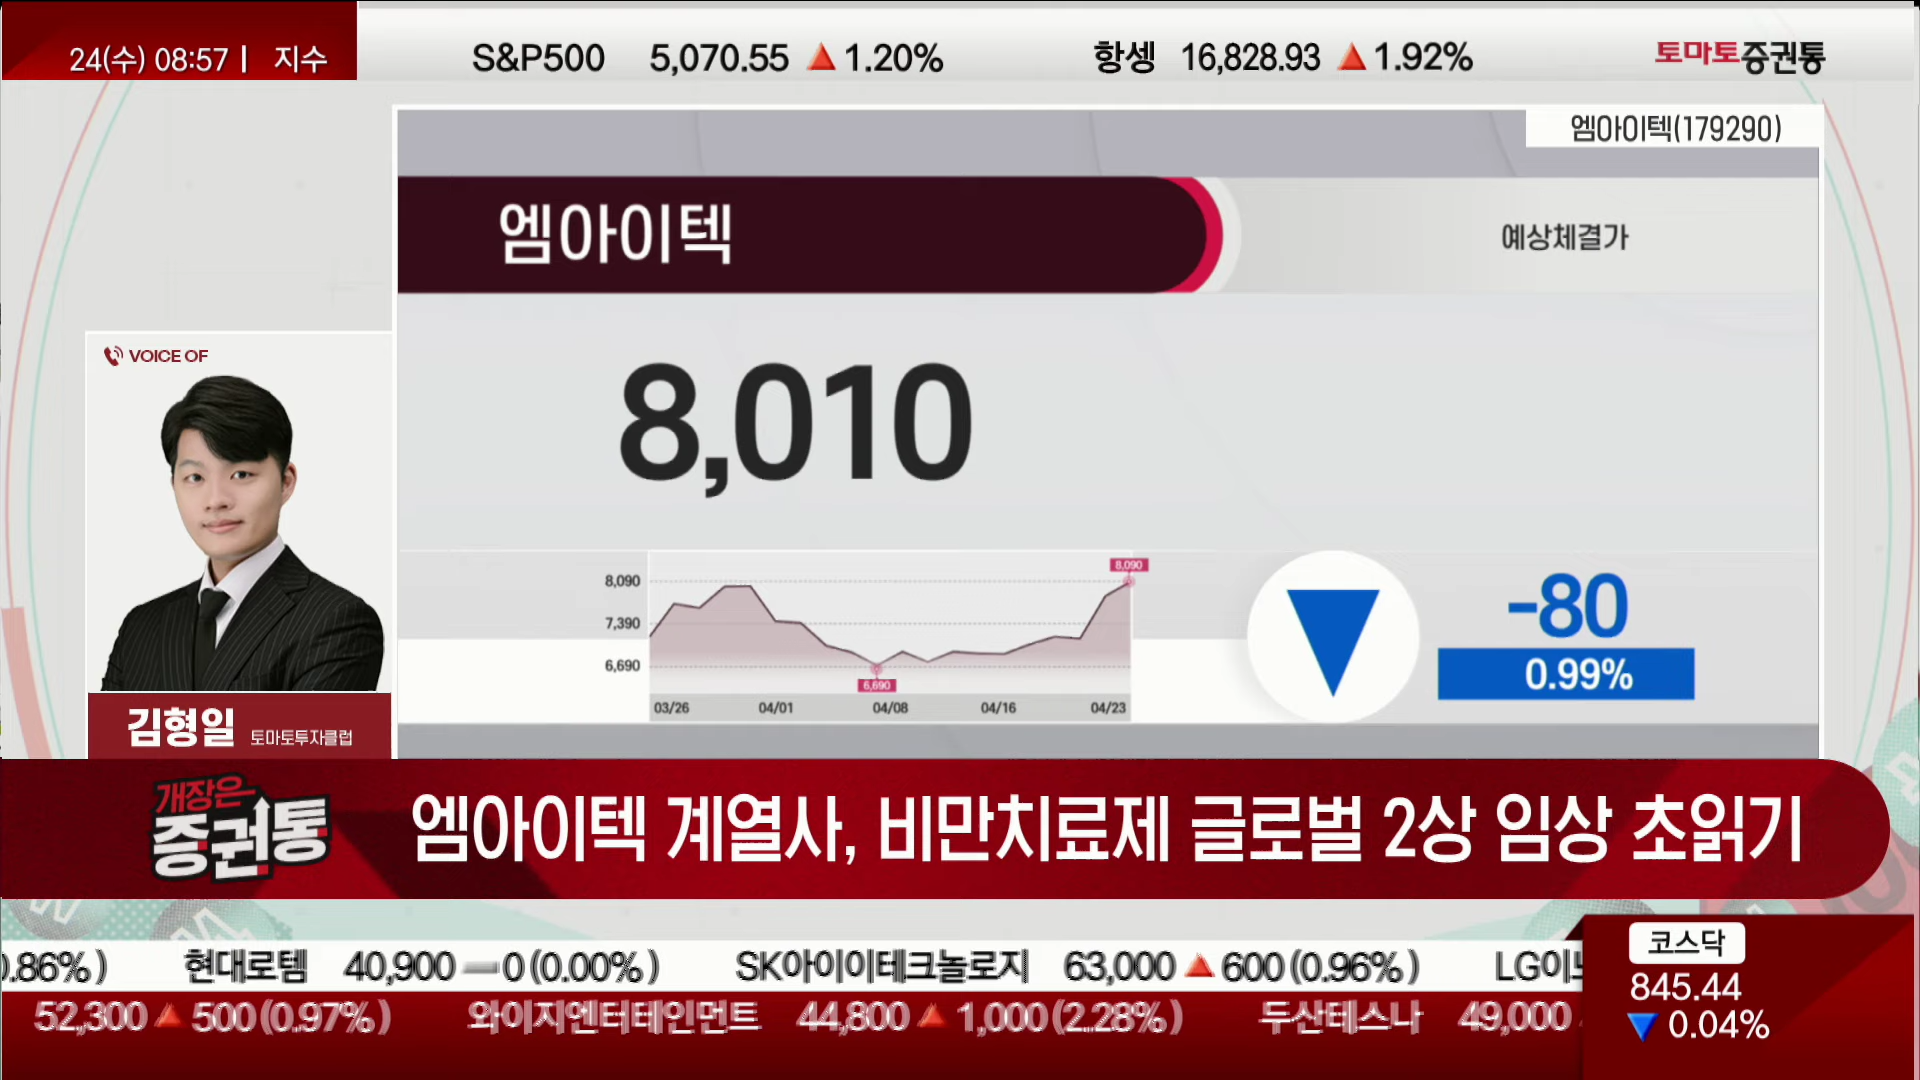 24(수) 08:57 | 지수
S&P500 5,070.55 ▲ 1.20% 항셍 16,828.93 ▲ 1.92%
토마토증권통
엠아이텍(179290)
엠아이텍
예상체결가
8,010
8,090
7,390
6,690
8,090
6,690
03/26 04/01 04/08 04/16 04/23
▼ -80
0.99%
VOICE OF
김형일 토마토투자클럽
개장은
증권통
엠아이텍 계열사, 비만치료제 글로벌 2상 임상 초읽기
.86%) 현대로템 40,900 0(0.00%) SK아이이테크놀로지 63,000 ▲ 600(0.96%) LG이노
52,300 ▲ 500(0.97%) 와이지엔터테인먼트 44,800 ▲ 1,000(2.28%) 두산테스나 49,000
코스닥
845.44
▼ 0.04%